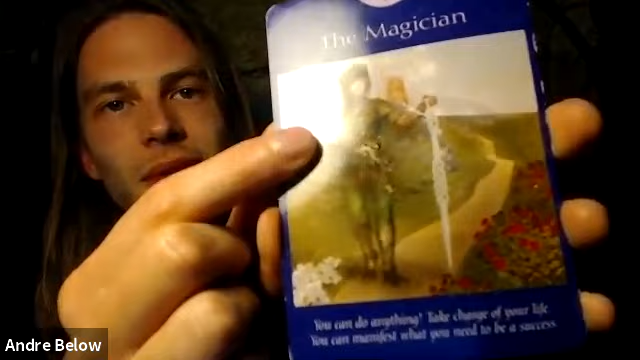 The Magician
You can do anything! Take charge of your life.
You can manifest what you need to be a success.
Andre Below